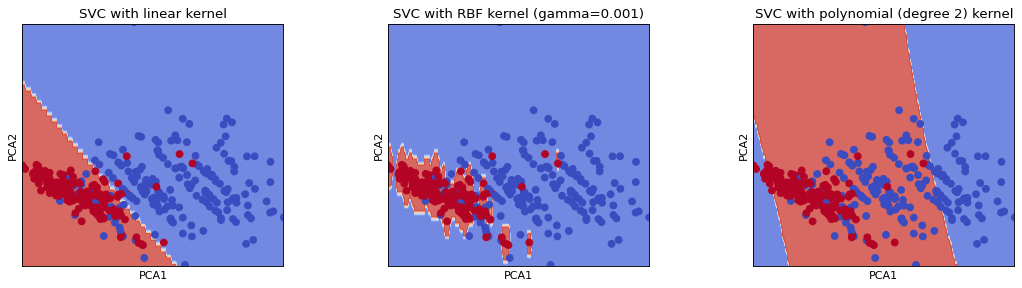 SVC with linear kernel
SVC with RBF kernel (gamma=0.001)
SVC with polynomial (degree 2) kernel
PCA2
PCA2
PCA2
PCA1
PCA1
PCA1